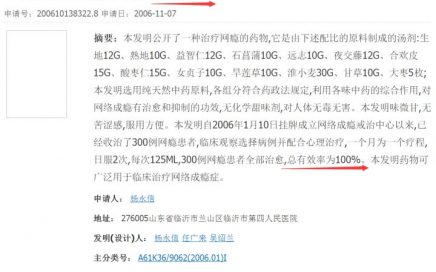 申请号: 200610138322.8 申请日: 2006-11-07
摘要: 本发明公开了一种治疗网瘾的药物,它是由下述配比的原料制成的汤剂:生
地12G、熟地10G、益智仁12G、石菖蒲10G、远志10G、夜交藤12G、合欢皮
15G、酸枣仁15G、女贞子10G、旱莲草10G、淮小麦30G、甘草10G、大枣5枚;
本发明选用纯天然中药原料,各组分符合药政法规定,利用各味中药的综合作用,对
网络成瘾有治愈和抑制的功效,无化学甜味剂,对人体无毒无害。本发明味微甘,无
苦涩感,服用方便。本发明自2006年1月10日挂牌成立网络成瘾戒治中心以来,已
经收治了300例网瘾患者,临床观察选择病例并配合心理治疗,一个月为一个疗程,
日服2次,每次125ML,300例网瘾患者全部治愈,总有效率为100%。本发明药物可
广泛用于临床治疗网络成瘾症。
申请人: 杨永信
地址: 276005山东省临沂市兰山区临沂市第四人民医院
发明(设计)人: 杨永信 任广来 吴绍兰
主分类号: A61K36/9062(2006.01)I